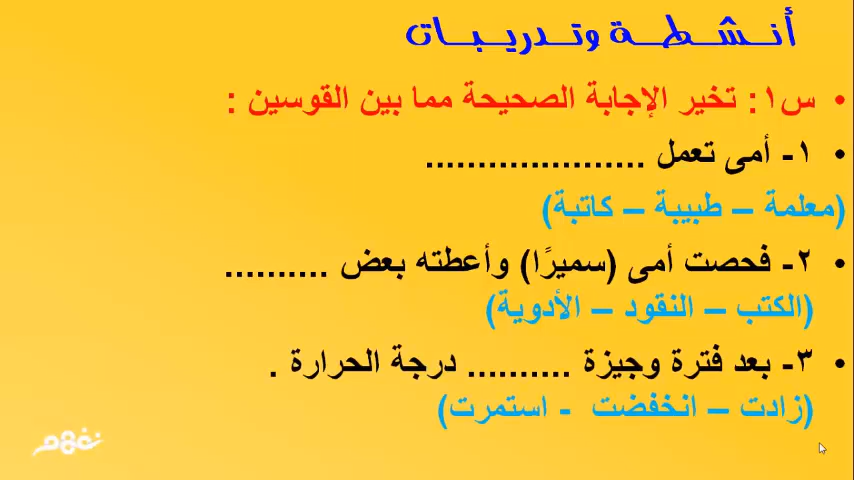 أنشطة وتدريبات
• س١: تخير الإجابة الصحيحة مما بين القوسين :
• ١- أمى تعمل .....................
(معلمة – طبيبة – كاتبة)
• ٢- فحصت أمى (سميرًا) وأعطته بعض ..........
(الكتب – النقود – الأدوية)
• ٣- بعد فترة وجيزة .......... درجة الحرارة .
(زادت – انخفضت - استمرت)
نفهم